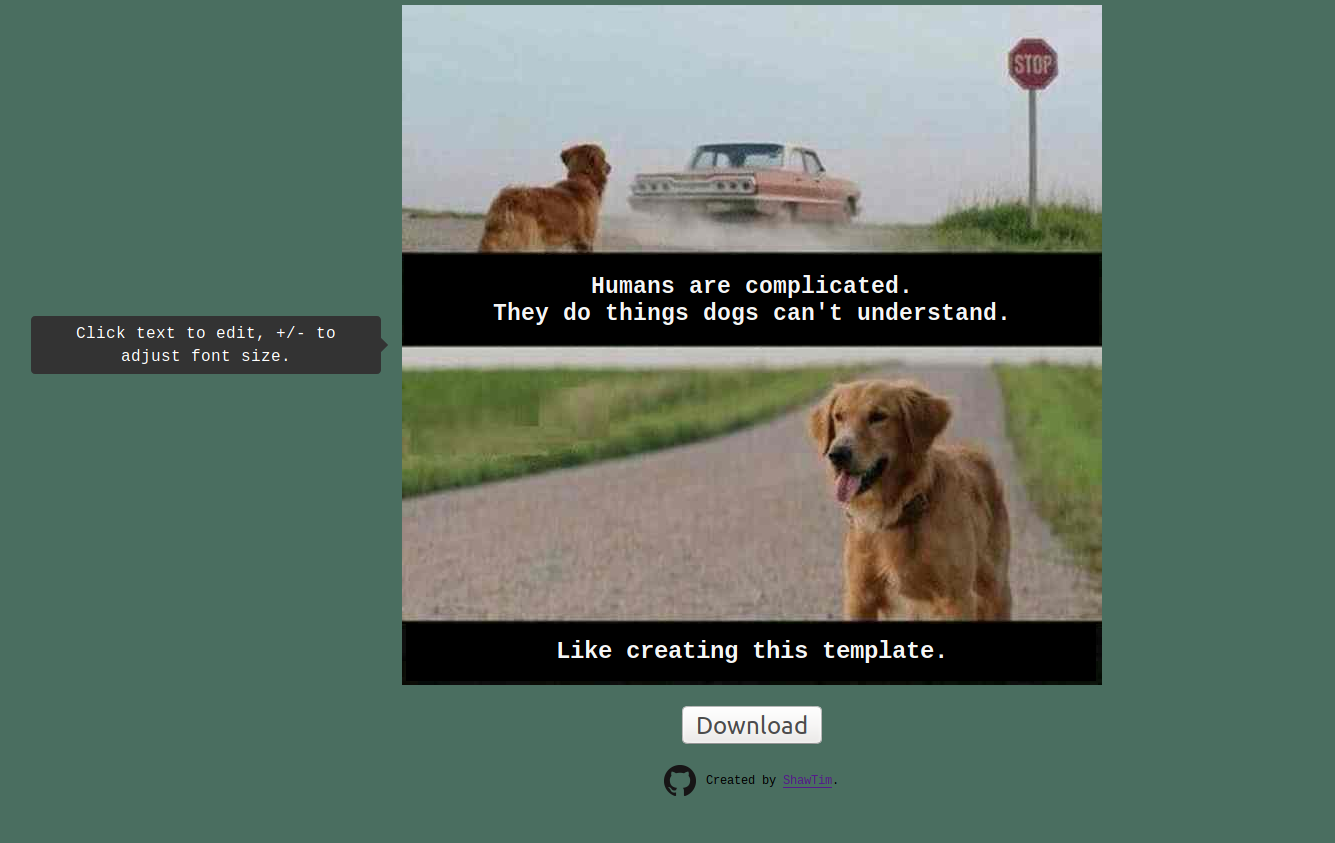 STOP
Humans are complicated.
They do things dogs can't understand.
Click text to edit, +/- to
adjust font size.
Like creating this template.
Download
Created by ShawTim.